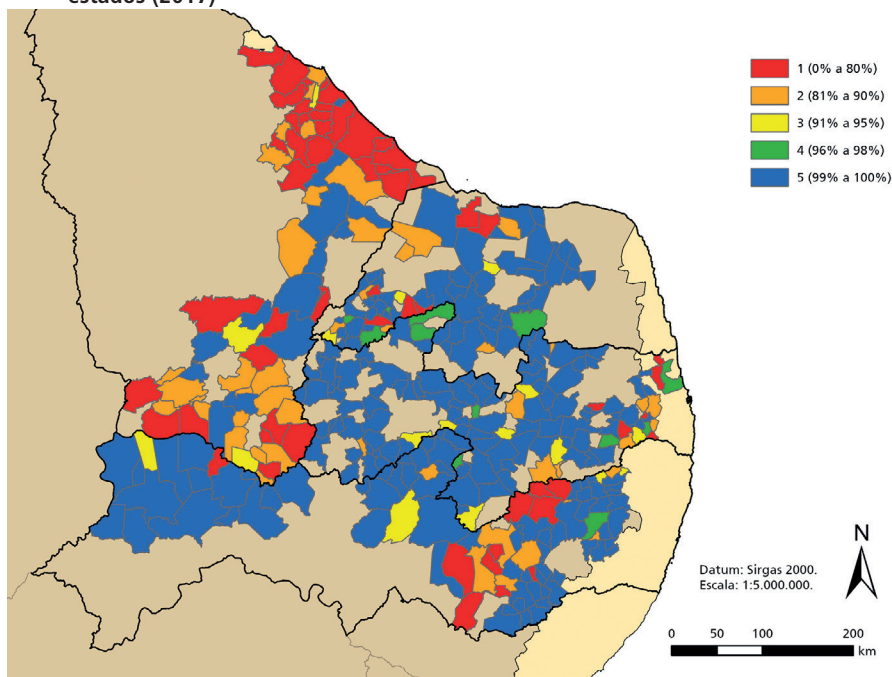 estados (2017)
1 (0% a 80%)
2 (81% a 90%)
3 (91% a 95%)
4 (96% a 98%)
5 (99% a 100%)
N
Datum: Sirgas 2000.
Escala: 1:5.000.000.
0 50 100 200
km